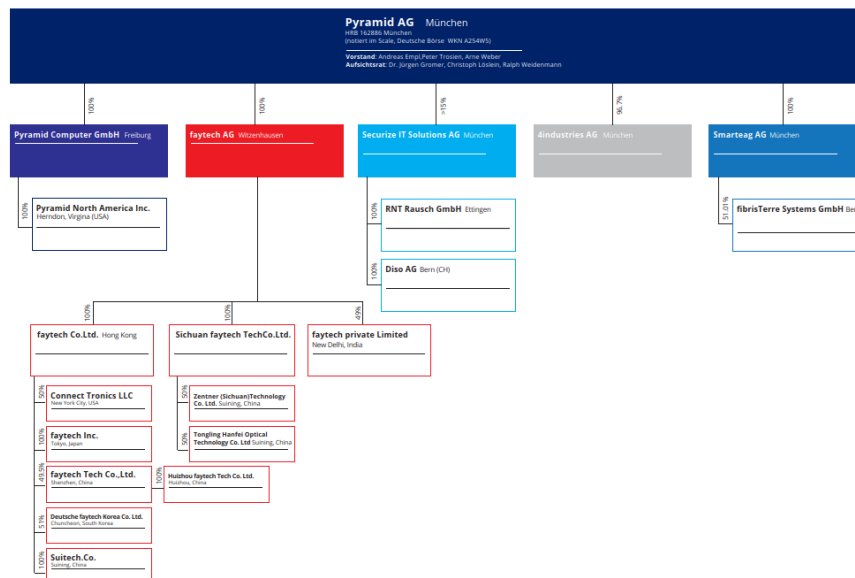 Pyramid AG München
HRB 162886 München
(notiert im Scale, Deutsche Börse WKN A254W5)
Vorstand: Andreas Empl,Peter Trosien, Arne Weber
Aufsichtsrat: Dr. Jürgen Gromer, Christoph Löslein, Ralph Weidenmann
100%
100%
>15%
96.7%
100%
Pyramid Computer GmbH Freiburg
faytech AG Witzenhausen
Securize IT Solutions AG München
4industries AG München
Smarteag AG München
100%
Pyramid North America Inc.
Herndon, Virgina (USA)
100%
RNT Rausch GmbH Ettingen
51.01%
fibrisTerre Systems GmbH Ber
100%
Diso AG Bern (CH)
100%
100%
49%
faytech Co.Ltd. Hong Kong
Sichuan faytech TechCo.Ltd.
faytech private Limited
New Delhi, India
50%
Connect Tronics LLC
New York City, USA
50%
Zentner (Sichuan)Technology
Co. Ltd. Suining, China
100%
faytech Inc.
Tokyo, Japan
50%
Tongling Hanfei Optical
Technology Co. Ltd Suining, China
49.5%
faytech Tech Co.,Ltd.
Shenzhen, China
100%
Huizhou faytech Tech Co. Ltd.
Huizhou, China
51%
Deutsche faytech Korea Co. Ltd.
Chuncheon, South Korea
100%
Suitech.Co.
Suining, China